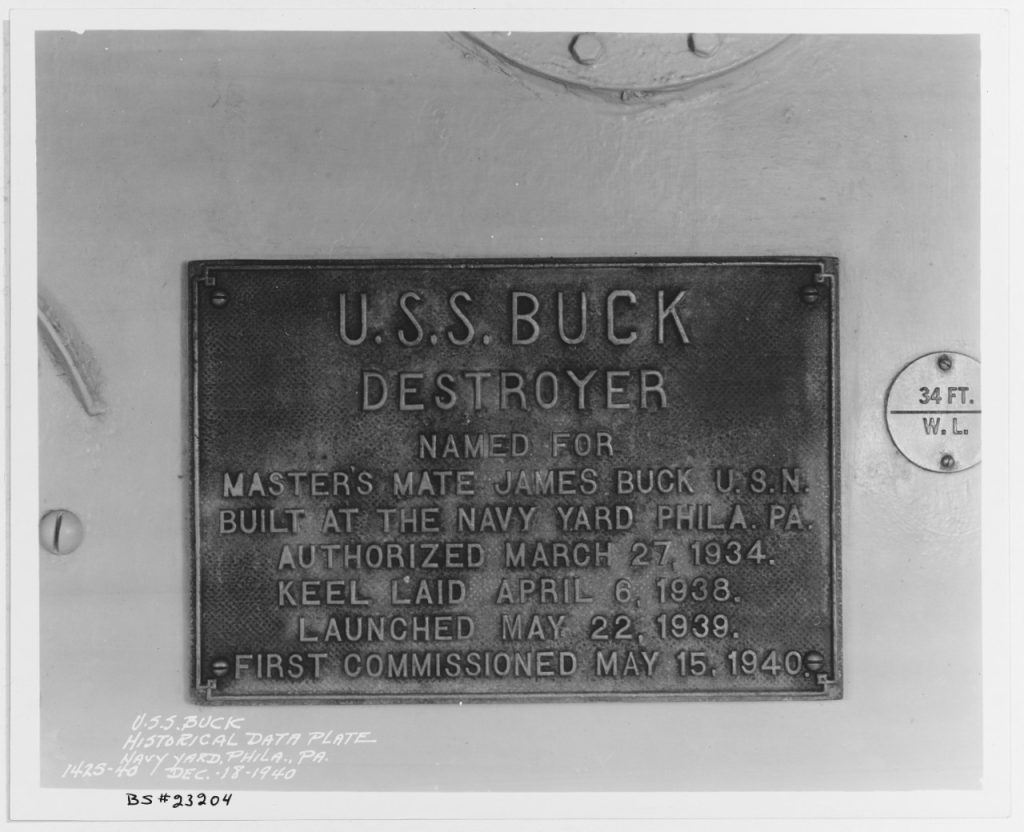 U.S.S. BUCK
DESTROYER
NAMED FOR
MASTER'S MATE JAMES BUCK U.S.N.
BUILT AT THE NAVY YARD PHILA. PA.
AUTHORIZED MARCH 27, 1934.
KEEL LAID APRIL 6, 1938.
LAUNCHED MAY 22, 1939.
FIRST COMMISSIONED MAY 15, 1940.
34 FT.
W. L.
U.S.S. BUCK
HISTORICAL DATA PLATE
NAVY YARD, PHILA., PA.
1425-40 DEC.-18-1940
BS#23204